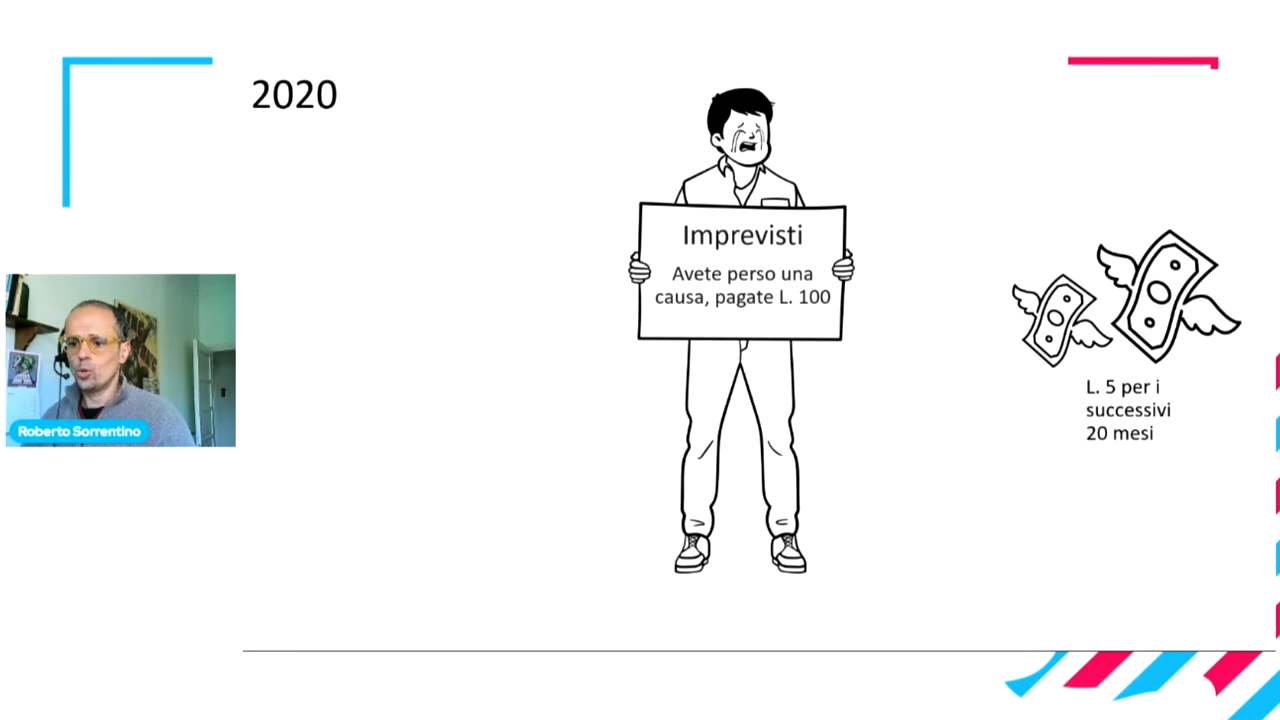 2020
Imprevisti
Avete perso una
causa, pagate L. 100
L. 5 per i
successivi
20 mesi
Roberto Sorrentino